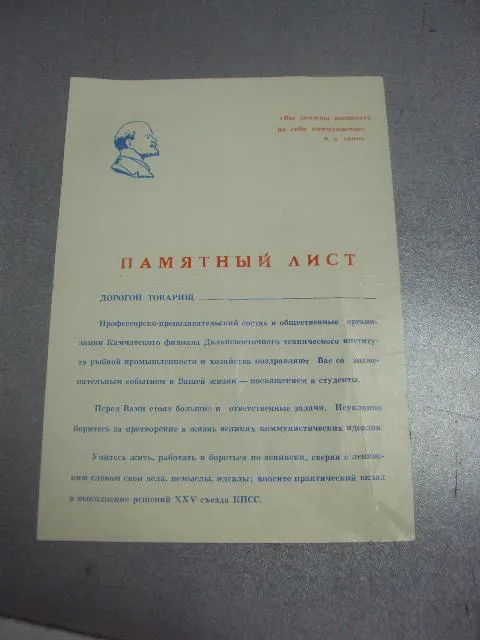 «Вы должны воспитать
из себя коммунистов»
В. И. ЛЕНИН
ПАМЯТНЫЙ ЛИСТ
ДОРОГОЙ ТОВАРИЩ
Профессорско-преподавательский состав и общественные органи-
зации Камчатского филиала Дальневосточного технического институ-
та рыбной промышленности и хозяйства поздравляют Вас со знаме-
нательным событием в Вашей жизни — посвящением в студенты.
Перед Вами стоят большие и ответственные задачи. Неуклонно
боритесь за претворение в жизнь великих коммунистических идеалов.
Учитесь жить, работать и бороться по-ленински, сверяя с ленинс-
ким словом свои дела, помыслы, идеалы; вносите практический вклад
в выполнение решений XXV съезда КПСС.